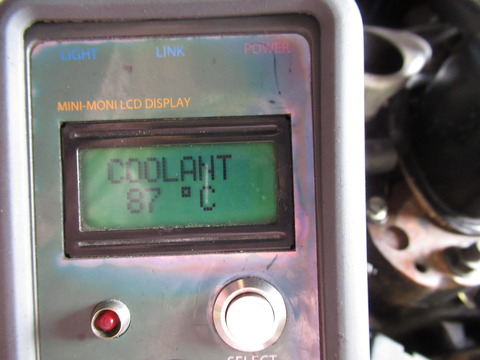 LIGHT LINK POWER
MINI-MONI LCD DISPLAY
COOLANT
87 °C
SELECT